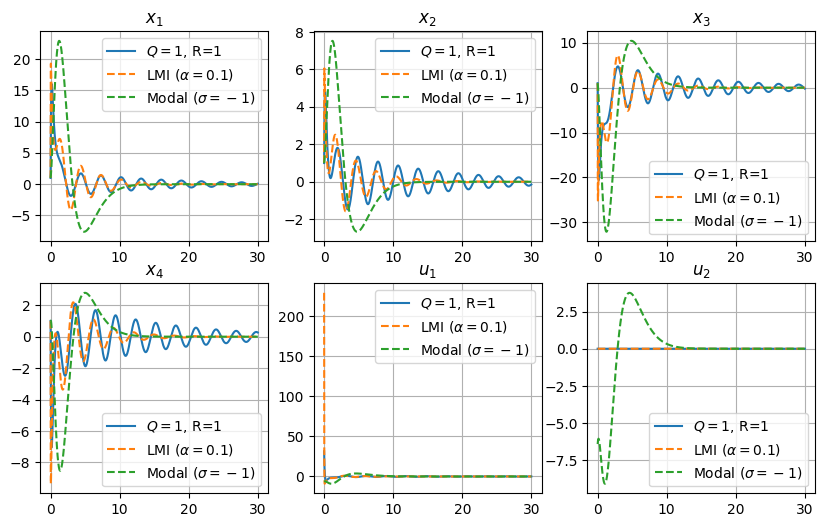 x₁
20
15
10
5
0
−5
0
10
20
30
Q = 1, R=1
LMI (α = 0.1)
Modal (σ = −1)
x₂
8
6
4
2
0
−2
0
10
20
30
Q = 1, R=1
LMI (α = 0.1)
Modal (σ = −1)
x₃
10
0
−10
−20
−30
0
10
20
30
Q = 1, R=1
LMI (α = 0.1)
Modal (σ = −1)
x₄
2
0
−2
−4
−6
−8
0
10
20
30
Q = 1, R=1
LMI (α = 0.1)
Modal (σ = −1)
u₁
200
150
100
50
0
0
10
20
30
Q = 1, R=1
LMI (α = 0.1)
Modal (σ = −1)
u₂
2.5
0.0
−2.5
−5.0
−7.5
0
10
20
30
Q = 1, R=1
LMI (α = 0.1)
Modal (σ = −1)